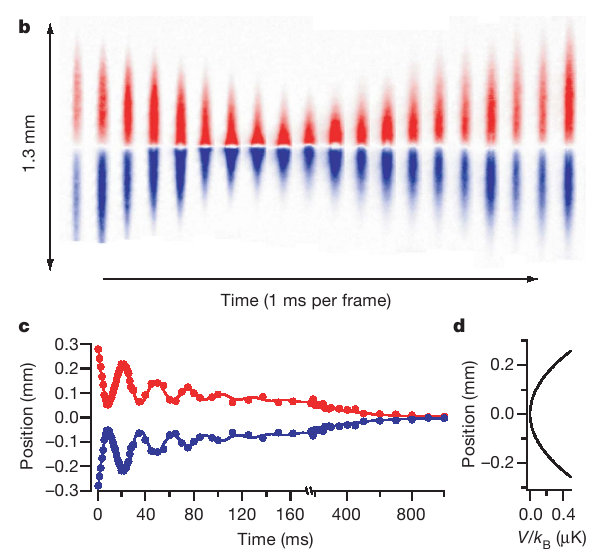 b
1.3 mm
Time (1 ms per frame)
c
Position (mm)
0.3
0.2
0.1
0.0
−0.1
−0.2
−0.3
0 40 80 120 160 400 800
Time (ms)
d
Position (mm)
0.2
0.0
−0.2
0.0 0.4
V/kB (μK)